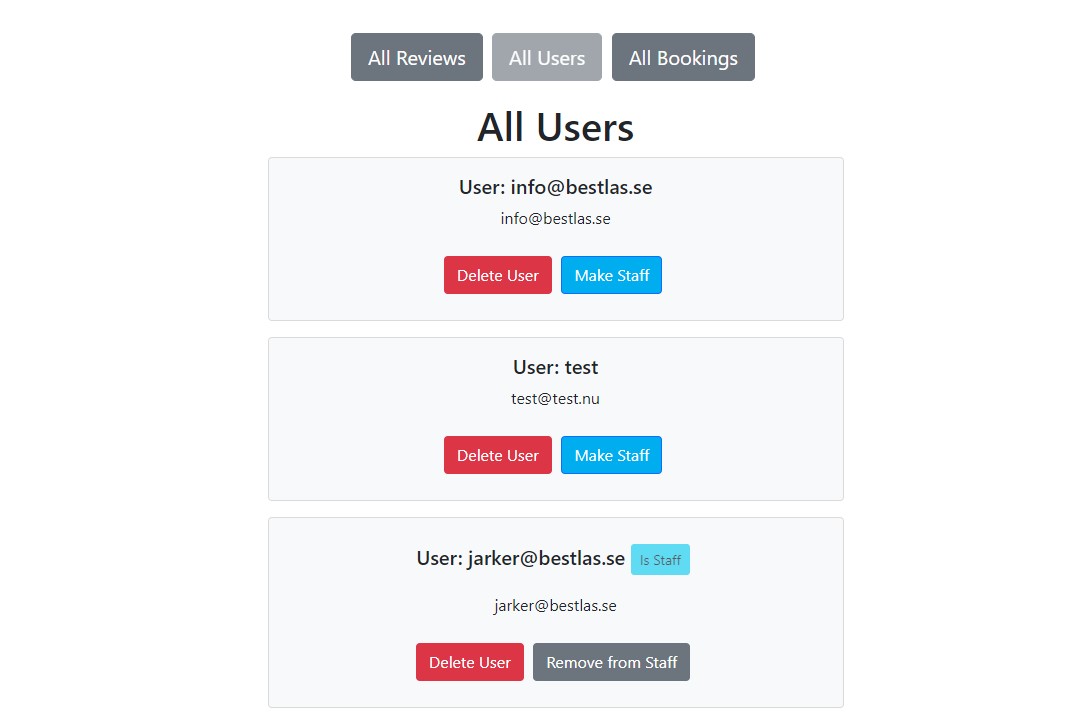 All Reviews All Users All Bookings
All Users
User: info@bestlas.se
info@bestlas.se
Delete User Make Staff
User: test
test@test.nu
Delete User Make Staff
User: jarker@bestlas.se Is Staff
jarker@bestlas.se
Delete User Remove from Staff